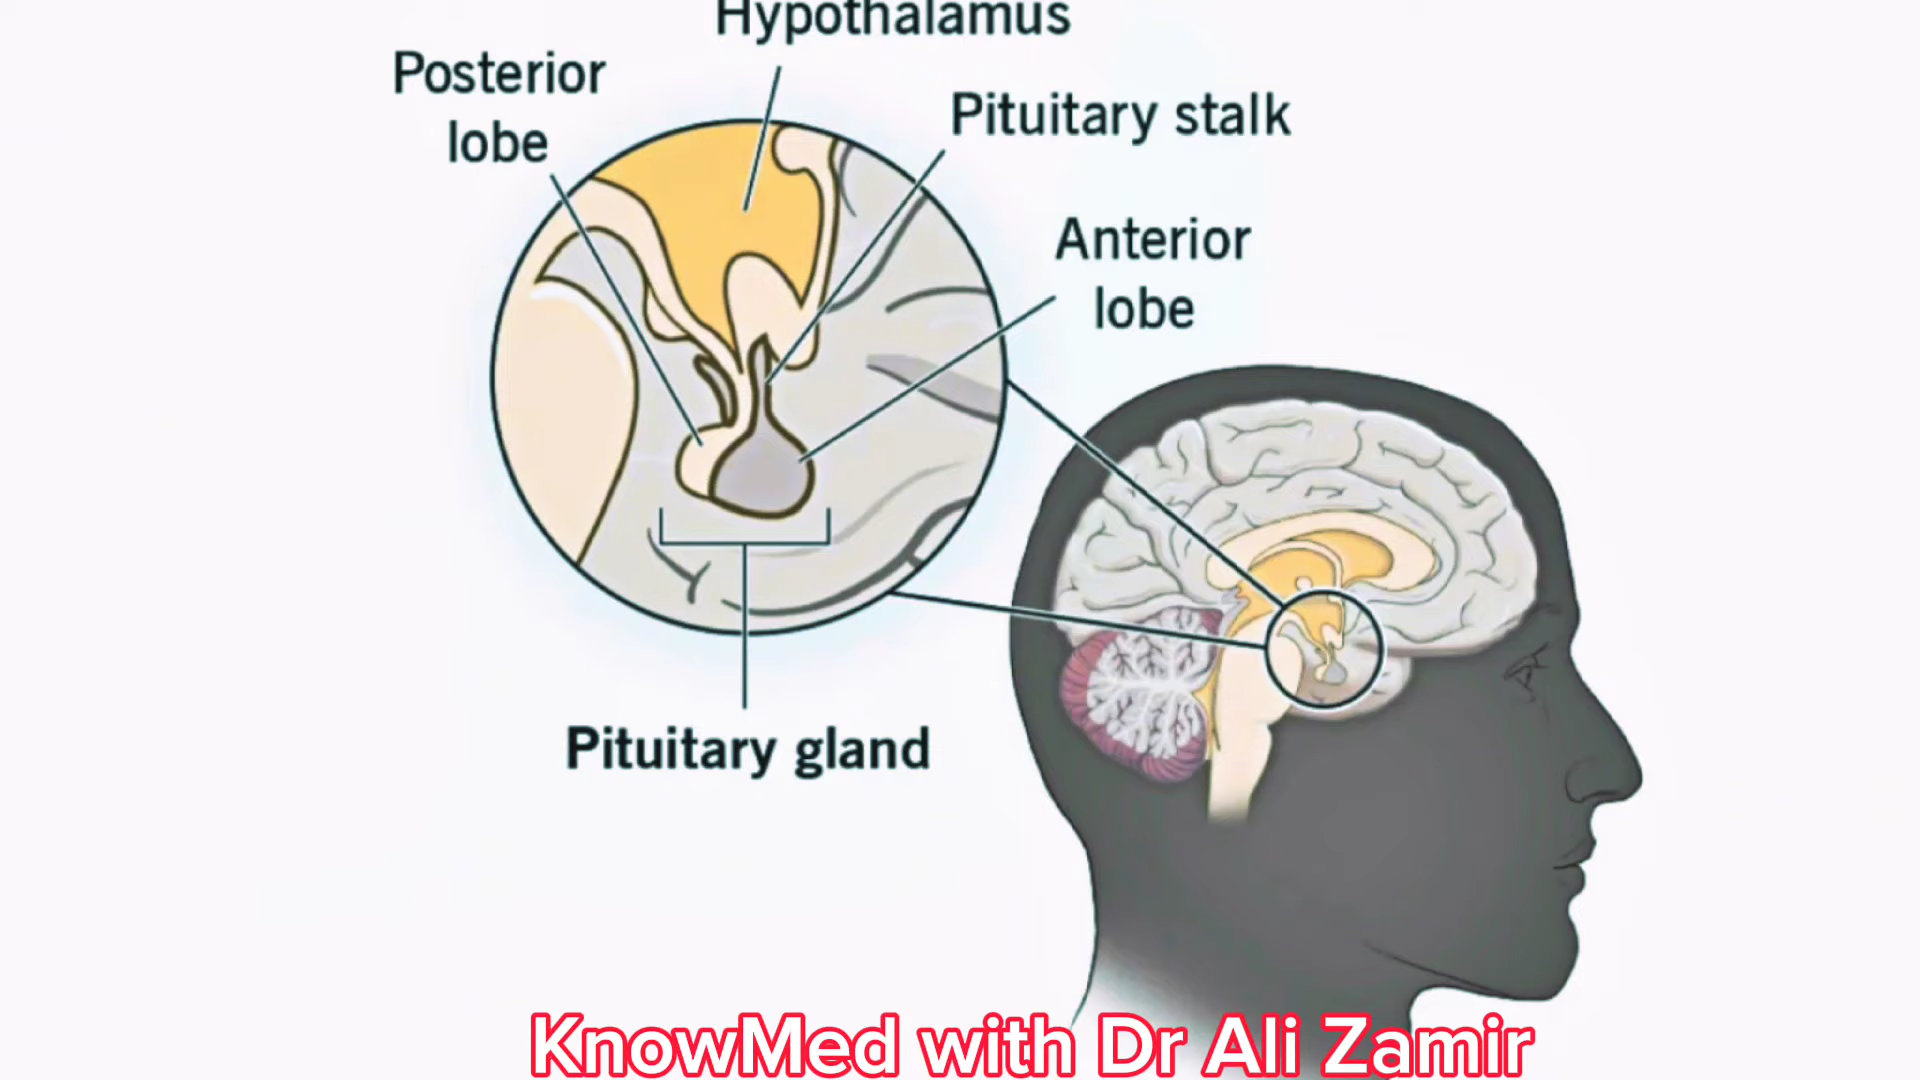 Hypothalamus
Posterior
lobe
Pituitary stalk
Anterior
lobe
Pituitary gland
KnowMed with Dr Ali Zamir